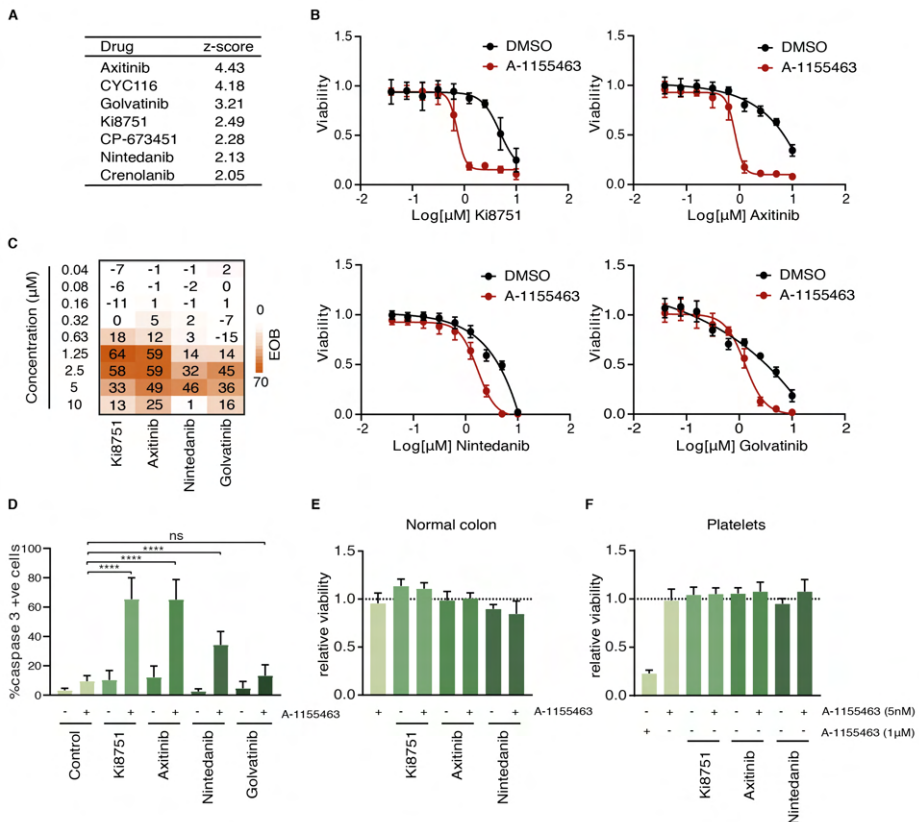 A
Drug z-score
Axitinib 4.43
CYC116 4.18
Golvatinib 3.21
Ki8751 2.49
CP-673451 2.28
Nintedanib 2.13
Crenolanib 2.05
B
1.5
1.0
0.5
0.0
Viability
-2 -1 0 1 2
Log[µM] Ki8751
DMSO
A-1155463
1.5
1.0
0.5
0.0
Viability
-2 -1 0 1 2
Log[µM] Axitinib
DMSO
A-1155463
1.5
1.0
0.5
0.0
Viability
-2 -1 0 1 2
Log[µM] Nintedanib
DMSO
A-1155463
1.5
1.0
0.5
0.0
Viability
-2 -1 0 1 2
Log[µM] Golvatinib
DMSO
A-1155463
C
Concentration (µM)
0.04 -7 -1 -1 2
0.08 -6 -1 -2 0
0.16 -11 1 -1 1
0.32 0 5 2 -7
0.63 18 12 3 -15
1.25 64 59 14 14
2.5 58 59 32 45
5 33 49 46 36
10 13 25 1 16
Ki8751 Axitinib Nintedanib Golvatinib
0
EOB
70
D
%caspase 3 +ve cells
100
80
60
40
20
0
ns
****
****
****
- + - + - + - + - + A-1155463
Control Ki8751 Axitinib Nintedanib Golvatinib
E
Normal colon
relative viability
1.5
1.0
0.5
0.0
+ - + - + - + A-1155463
Ki8751 Axitinib Nintedanib
F
Platelets
relative viability
1.5
1.0
0.5
0.0
- + - + - + - + A-1155463 (5nM)
+ - - - - - - - A-1155463 (1µM)
Ki8751 Axitinib Nintedanib